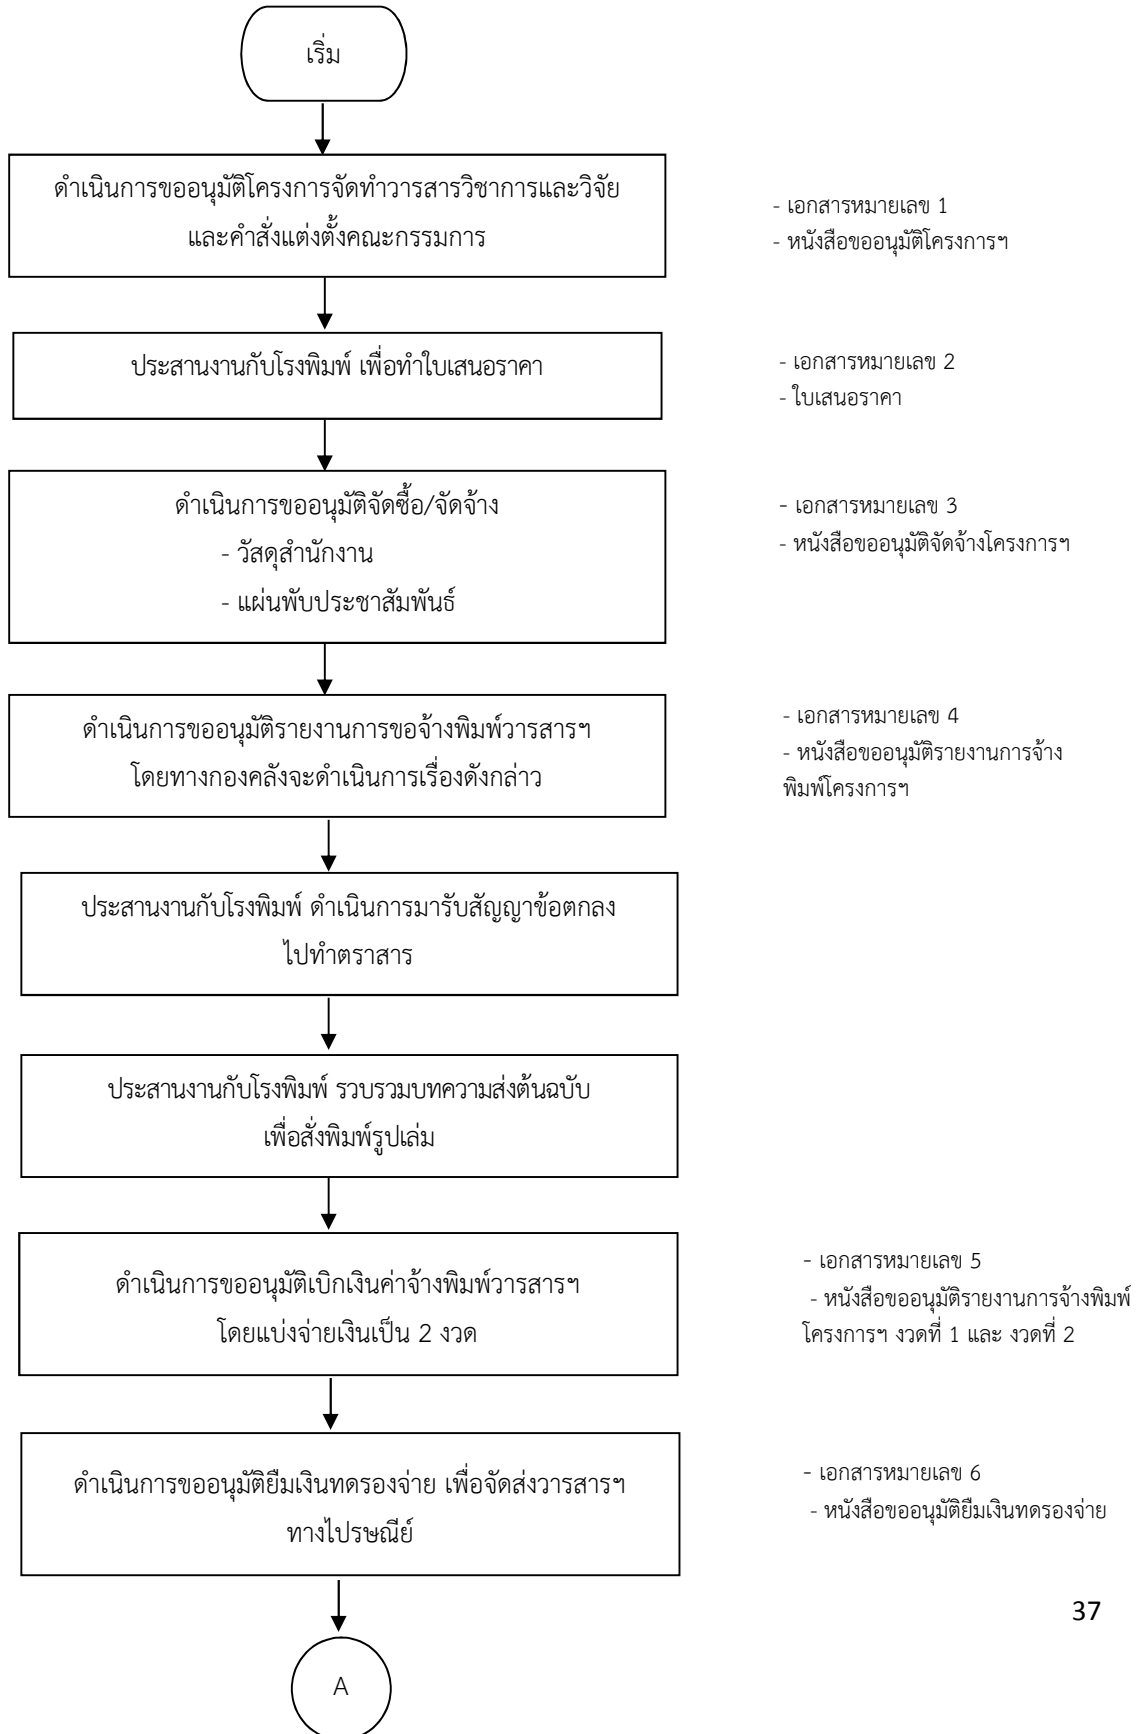 เริ่ม
ดำเนินการขออนุมัติโครงการจัดทำวารสารวิชาการและวิจัย
และคำสั่งแต่งตั้งคณะกรรมการ
- เอกสารหมายเลข 1
- หนังสือขออนุมัติโครงการฯ
ประสานงานกับโรงพิมพ์ เพื่อทำใบเสนอราคา
- เอกสารหมายเลข 2
- ใบเสนอราคา
ดำเนินการขออนุมัติจัดซื้อ/จัดจ้าง
- วัสดุสำนักงาน
- แผ่นพับประชาสัมพันธ์
- เอกสารหมายเลข 3
- หนังสือขออนุมัติจัดจ้างโครงการฯ
ดำเนินการขออนุมัติรายงานการขอจ้างพิมพ์วารสารฯ
โดยทางกองคลังจะดำเนินการเรื่องดังกล่าว
- เอกสารหมายเลข 4
- หนังสือขออนุมัติรายงานการจ้าง
พิมพ์โครงการฯ
ประสานงานกับโรงพิมพ์ ดำเนินการมารับสัญญาข้อตกลง
ไปทำตราสาร
ประสานงานกับโรงพิมพ์ รวบรวมบทความส่งต้นฉบับ
เพื่อสั่งพิมพ์รูปเล่ม
ดำเนินการขออนุมัติเบิกเงินค่าจ้างพิมพ์วารสารฯ
โดยแบ่งจ่ายเงินเป็น 2 งวด
- เอกสารหมายเลข 5
- หนังสือขออนุมัติรายงานการจ้างพิมพ์
โครงการฯ งวดที่ 1 และ งวดที่ 2
ดำเนินการขออนุมัติยืมเงินทดรองจ่าย เพื่อจัดส่งวารสารฯ
ทางไปรษณีย์
- เอกสารหมายเลข 6
- หนังสือขออนุมัติยืมเงินทดรองจ่าย
37
A